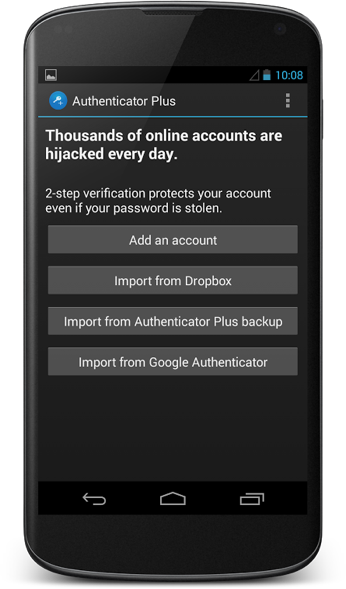 10:08
Authenticator Plus
Thousands of online accounts are
hijacked every day.
2-step verification protects your account
even if your password is stolen.
Add an account
Import from Dropbox
Import from Authenticator Plus backup
Import from Google Authenticator